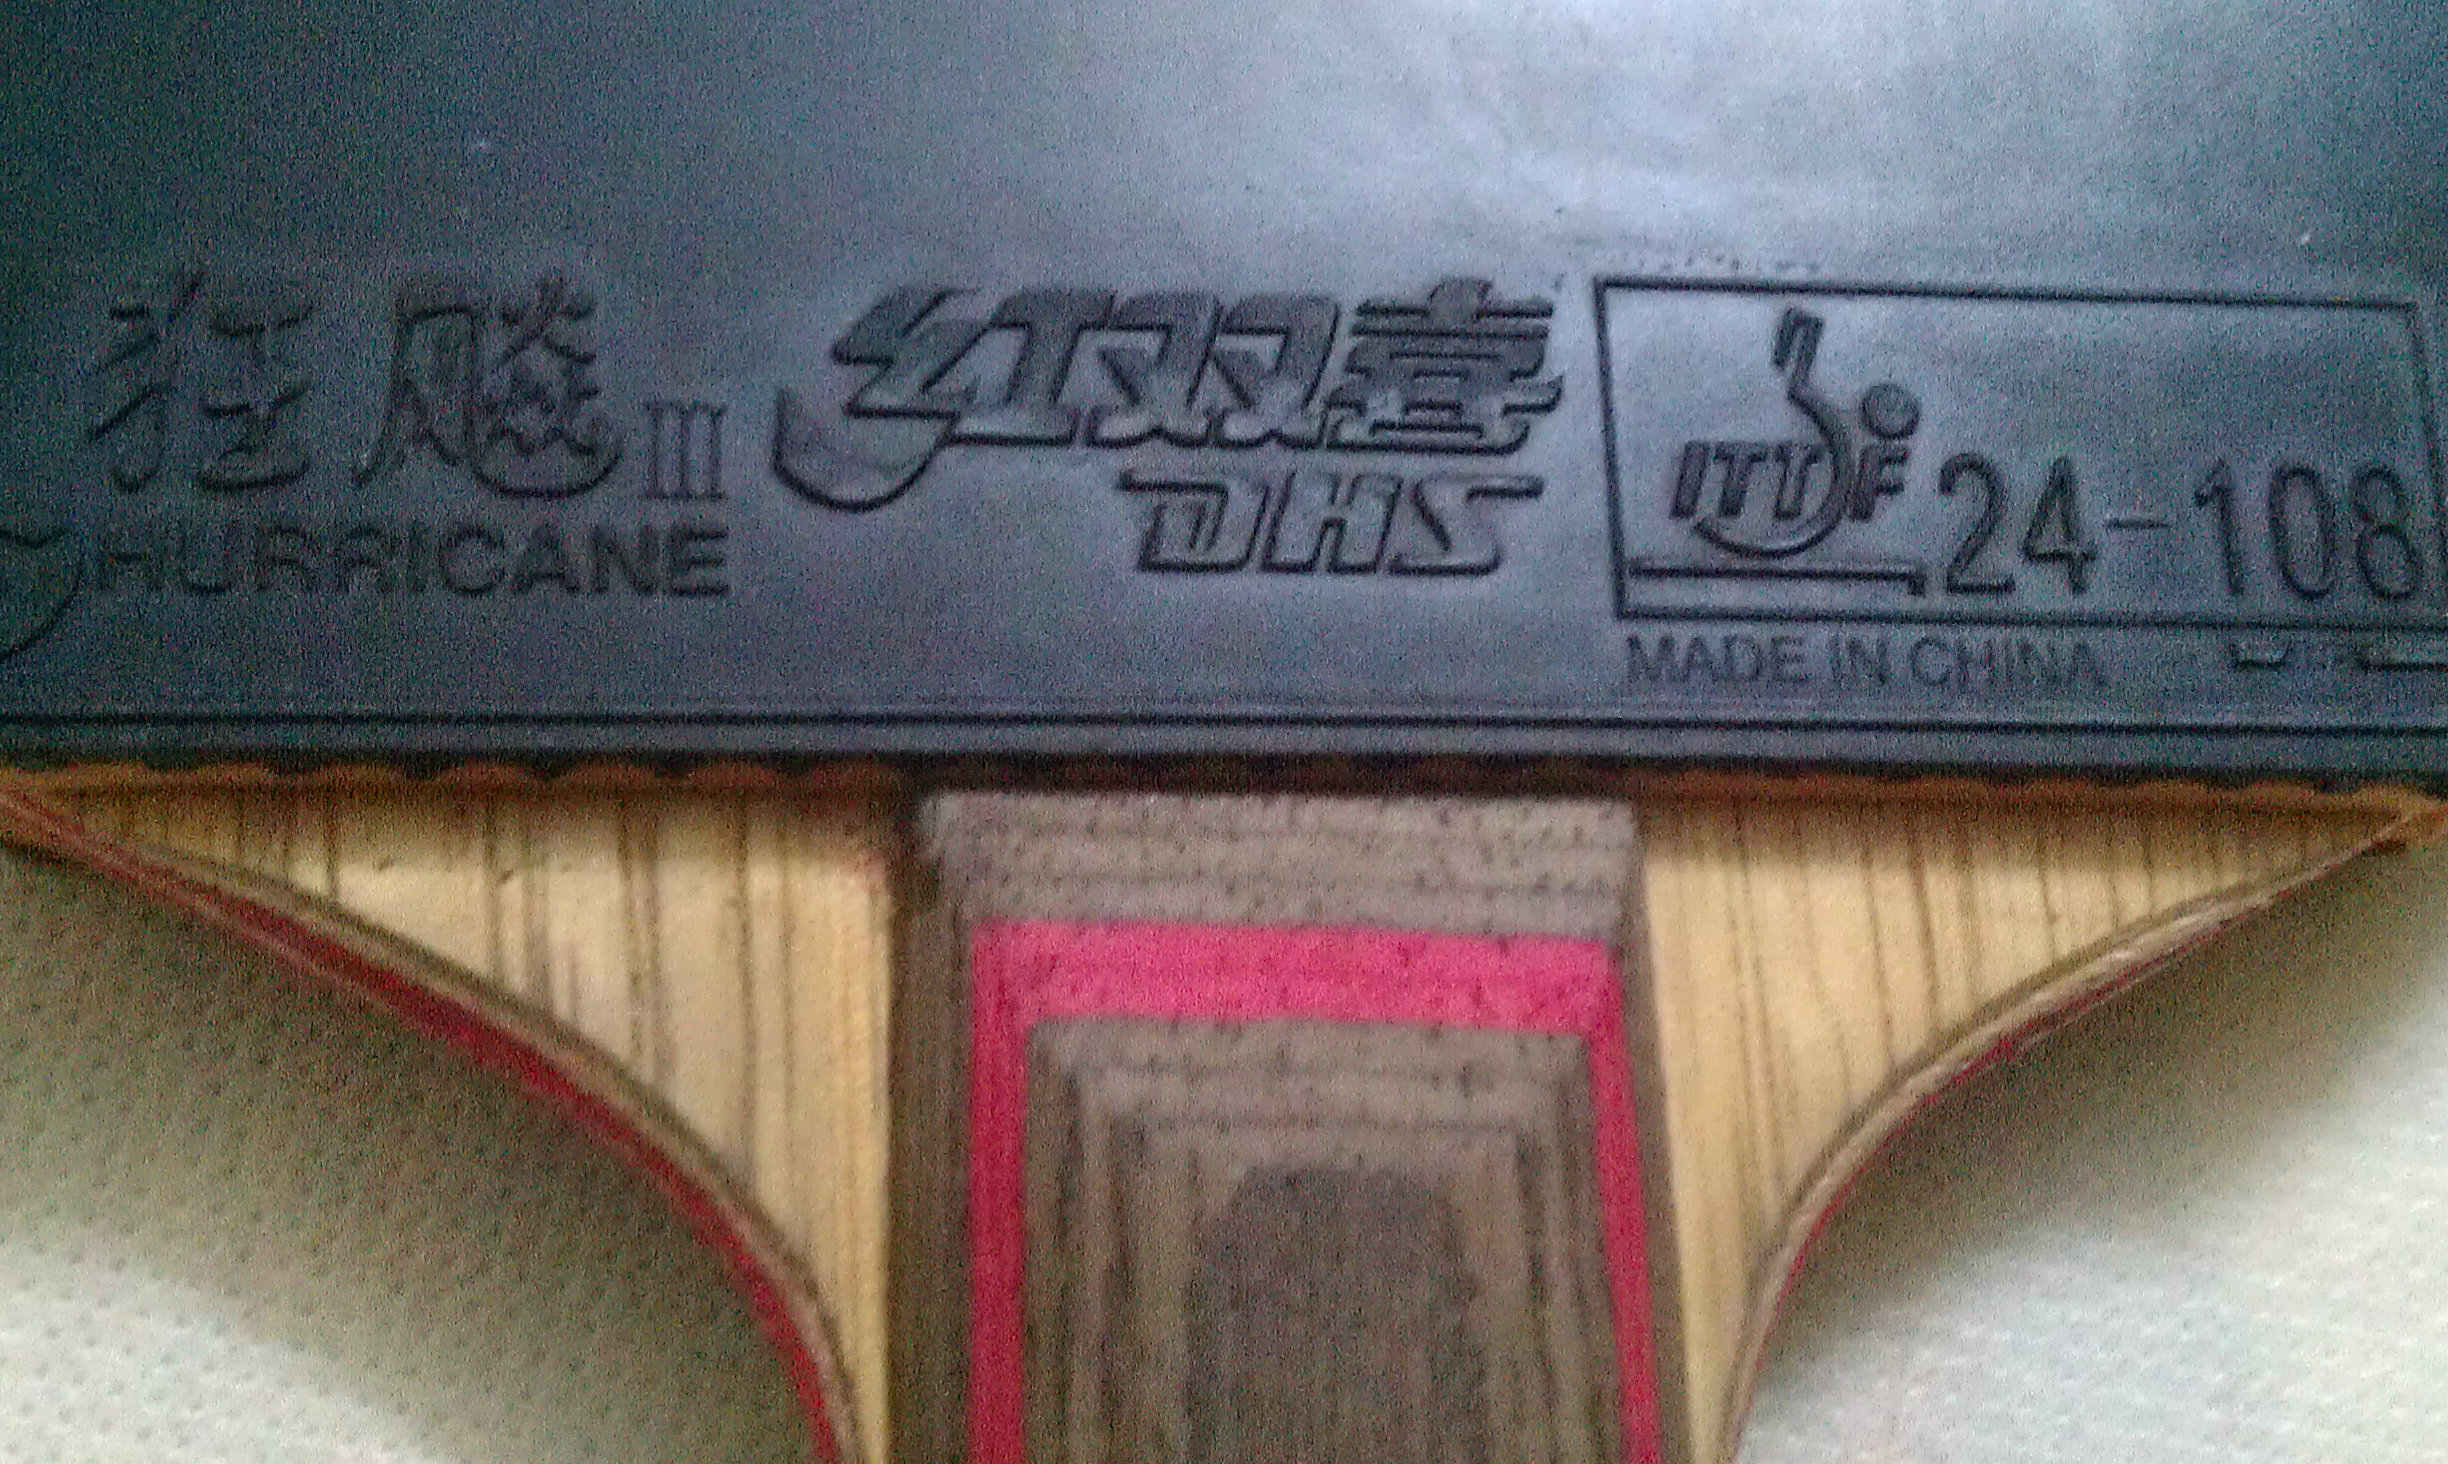 狂飚III
HURRICANE
红双喜
DHS
ITTF 24-108
MADE IN CHINA